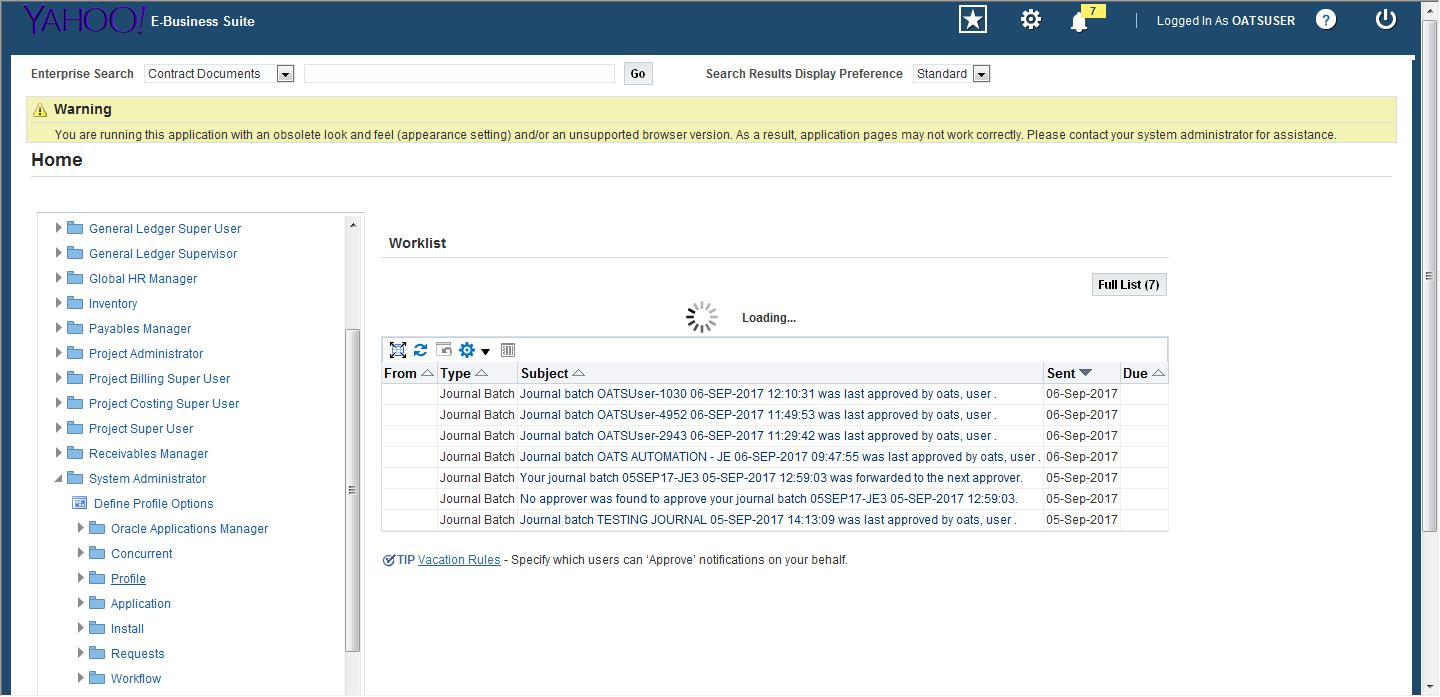 YAHOO! E-Business Suite
7
Logged In As OATSUSER
?
Enterprise Search Contract Documents Go Search Results Display Preference Standard
Warning
You are running this application with an obsolete look and feel (appearance setting) and/or an unsupported browser version. As a result, application pages may not work correctly. Please contact your system administrator for assistance.
Home
General Ledger Super User
General Ledger Supervisor
Global HR Manager
Inventory
Payables Manager
Project Administrator
Project Billing Super User
Project Costing Super User
Project Super User
Receivables Manager
System Administrator
Define Profile Options
Oracle Applications Manager
Concurrent
Profile
Application
Install
Requests
Workflow
Worklist
Full List (7)
Loading...
From Type Subject Sent Due
Journal Batch Journal batch OATSUser-1030 06-SEP-2017 12:10:31 was last approved by oats, user . 06-Sep-2017
Journal Batch Journal batch OATSUser-4952 06-SEP-2017 11:49:53 was last approved by oats, user . 06-Sep-2017
Journal Batch Journal batch OATSUser-2943 06-SEP-2017 11:29:42 was last approved by oats, user . 06-Sep-2017
Journal Batch Journal batch OATS AUTOMATION - JE 06-SEP-2017 09:47:55 was last approved by oats, user . 06-Sep-2017
Journal Batch Your journal batch 05SEP17-JE3 05-SEP-2017 12:59:03 was forwarded to the next approver. 05-Sep-2017
Journal Batch No approver was found to approve your journal batch 05SEP17-JE3 05-SEP-2017 12:59:03. 05-Sep-2017
Journal Batch Journal batch TESTING JOURNAL 05-SEP-2017 14:13:09 was last approved by oats, user . 05-Sep-2017
TIP Vacation Rules - Specify which users can ‘Approve’ notifications on your behalf.